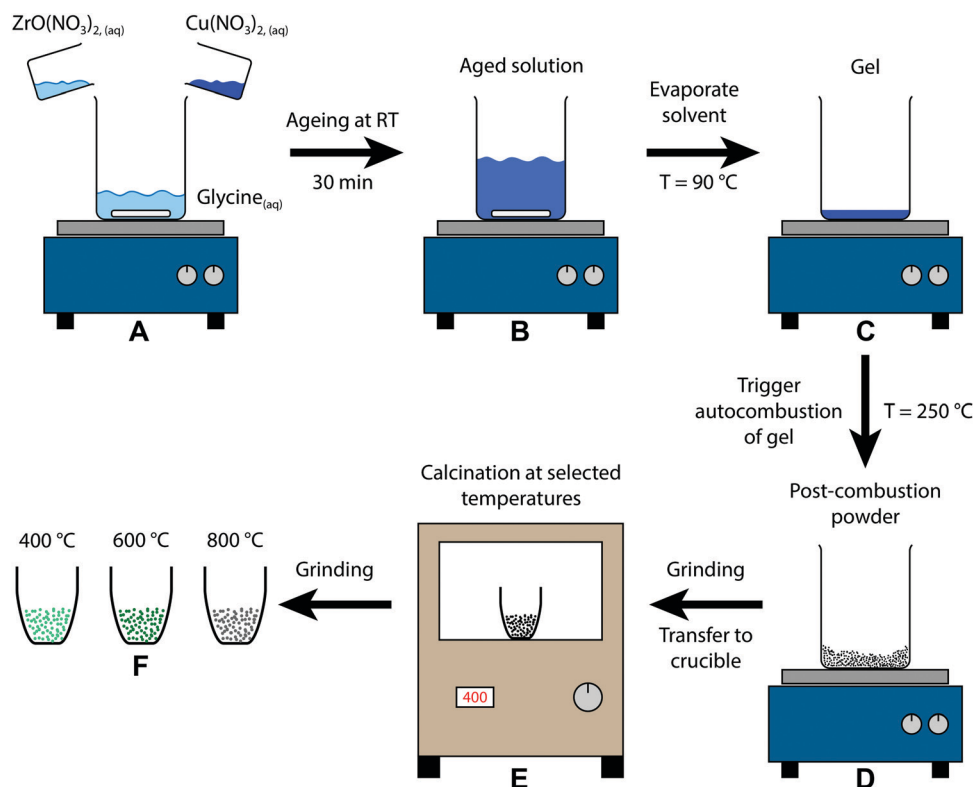 ZrO(NO3)2,(aq)
Cu(NO3)2,(aq)
Glycine(aq)
A
Ageing at RT
30 min
Aged solution
B
Evaporate
solvent
T = 90 °C
Gel
C
Trigger
autocombustion
of gel
T = 250 °C
Post-combustion
powder
D
Grinding
Transfer to
crucible
Calcination at selected
temperatures
400
E
Grinding
400 °C
600 °C
800 °C
F